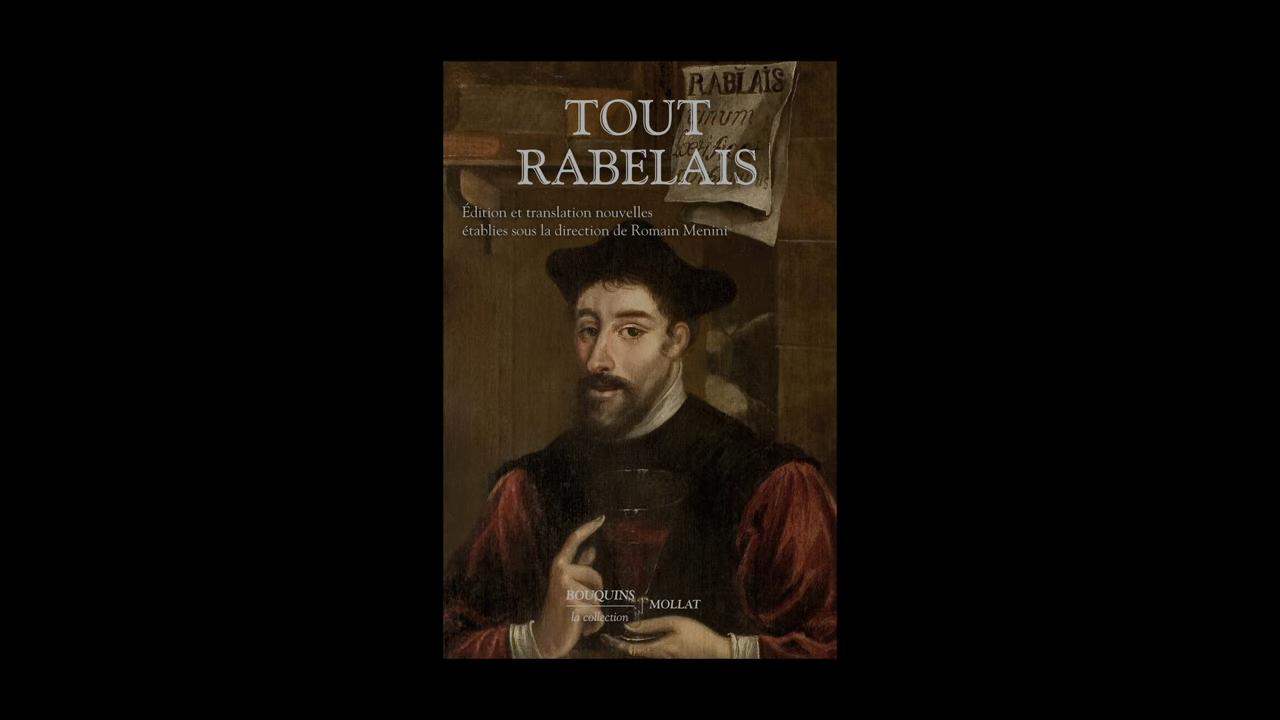 RABLAIS
TOUT
RABELAIS
Édition et translation nouvelles
établies sous la direction de Romain Menini
BOUQUINS
la collection
MOLLAT